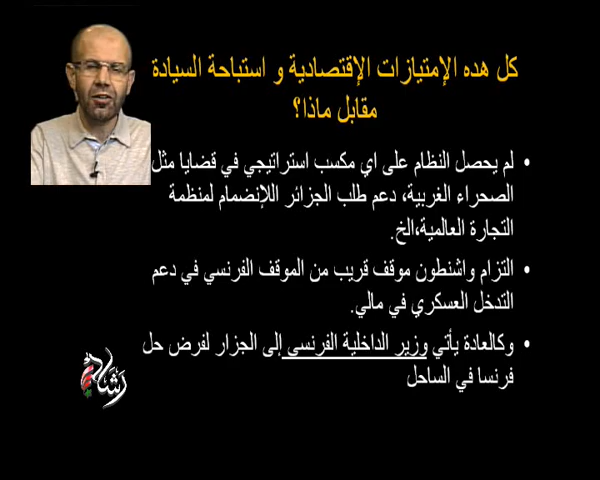 كل هده الإمتيازات الإقتصادية و استباحة السيادة
مقابل ماذا؟
• لم يحصل النظام على اي مكسب استراتيجي في قضايا مثل
الصحراء الغربية، دعم طلب الجزائر اللإنضمام لمنظمة
التجارة العالمية،الخ.
• التزام واشنطون موقف قريب من الموقف الفرنسي في دعم
التدخل العسكري في مالي.
• وكالعادة يأتي وزير الداخلية الفرنسي إلى الجزار لفرض حل
فرنسا في الساحل
رشاد